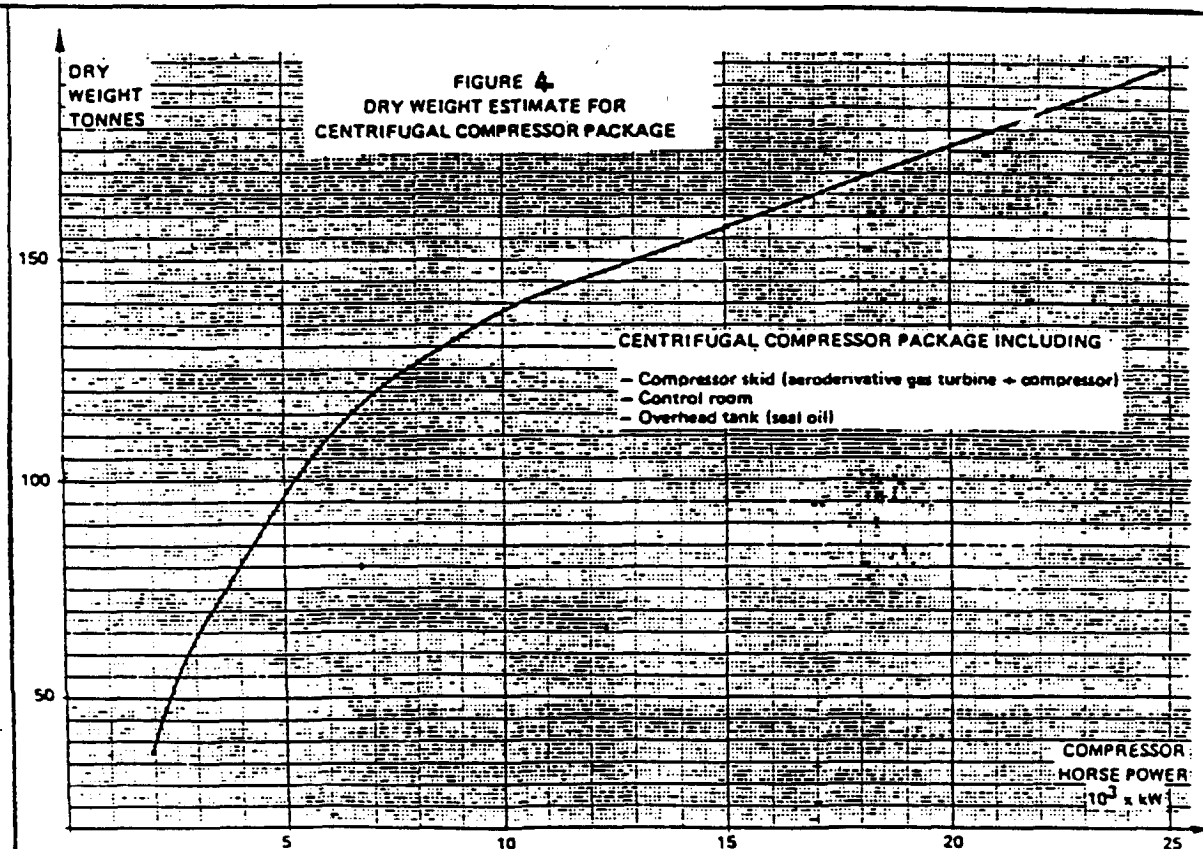 DRY
WEIGHT
TONNES
FIGURE 4
DRY WEIGHT ESTIMATE FOR
CENTRIFUGAL COMPRESSOR PACKAGE
150
100
50
CENTRIFUGAL COMPRESSOR PACKAGE INCLUDING
– Compressor skid (aeroderivative gas turbine + compressor)
– Control room
– Overhead tank (seal oil)
COMPRESSOR
HORSE POWER
10³ x kW
5
10
15
20
25